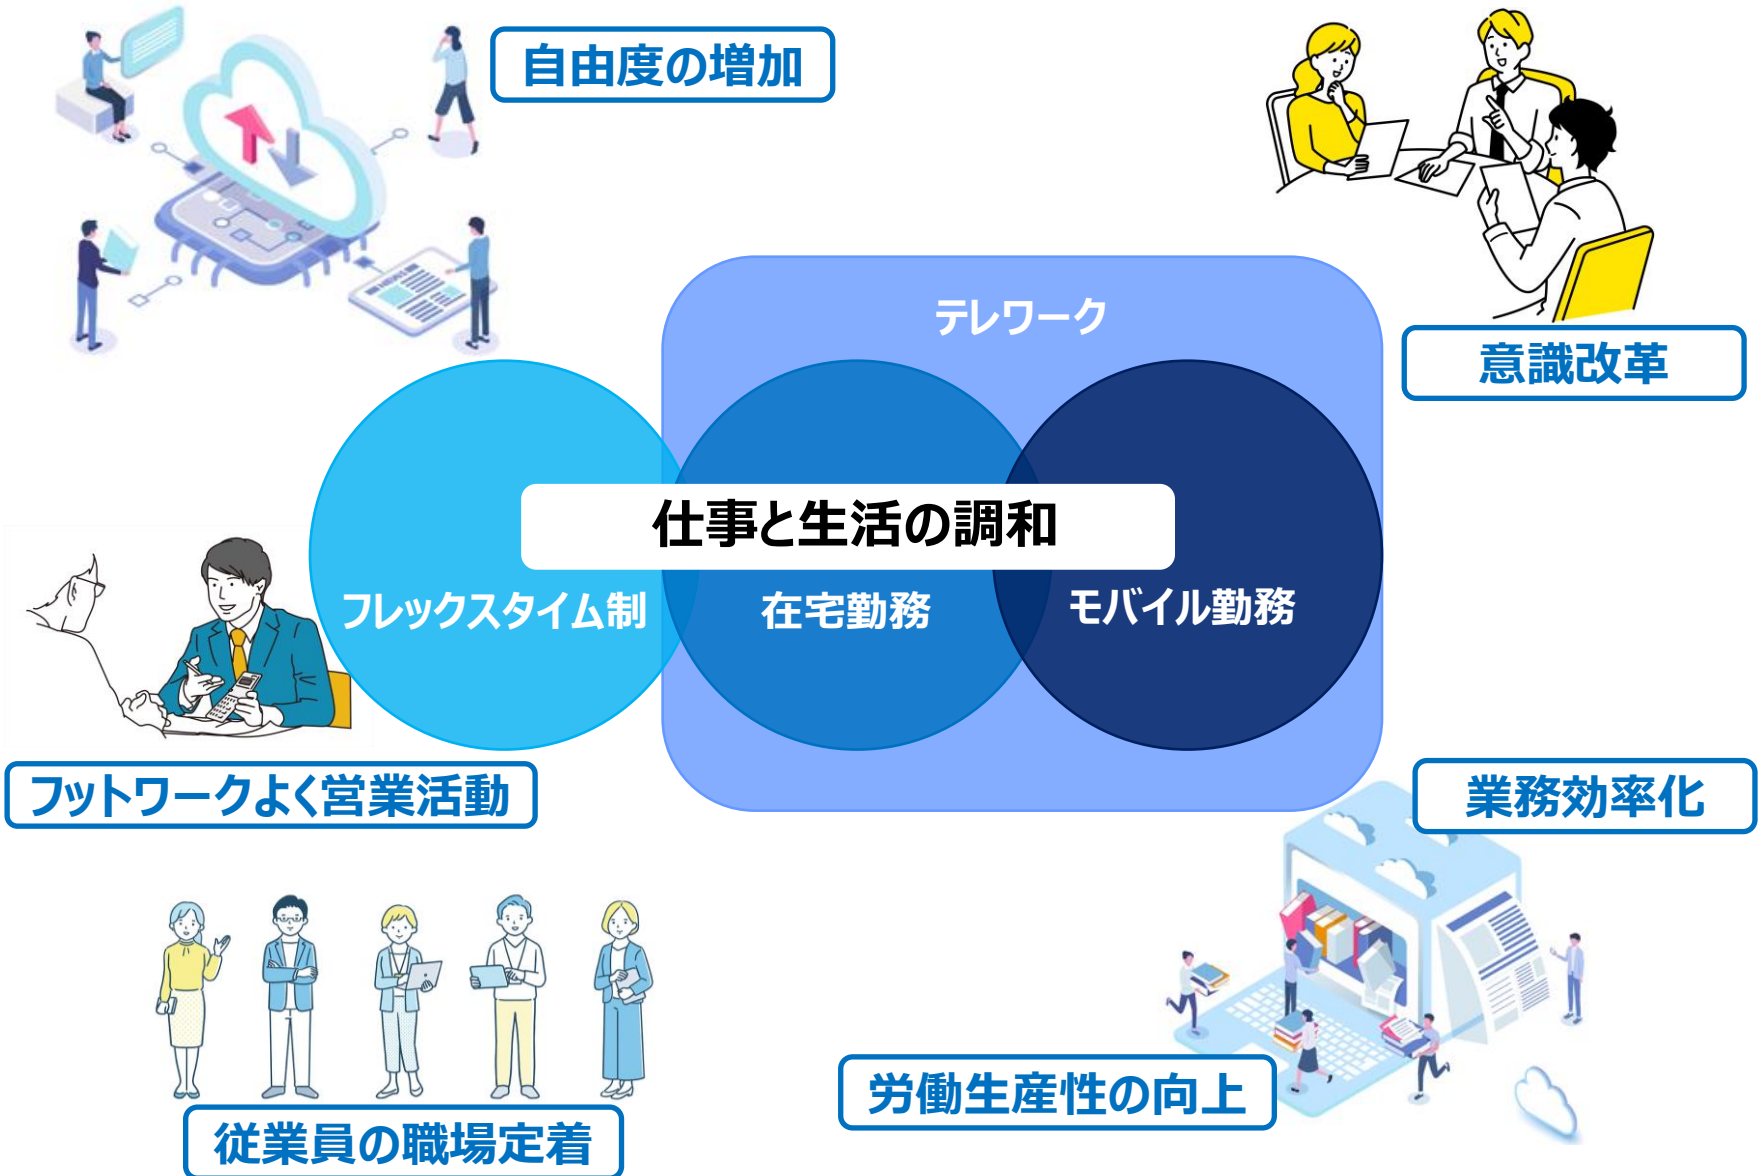 自由度の増加
テレワーク
意識改革
仕事と生活の調和
フレックスタイム制
在宅勤務
モバイル勤務
フットワークよく営業活動
業務効率化
労働生産性の向上
従業員の職場定着
NEWS